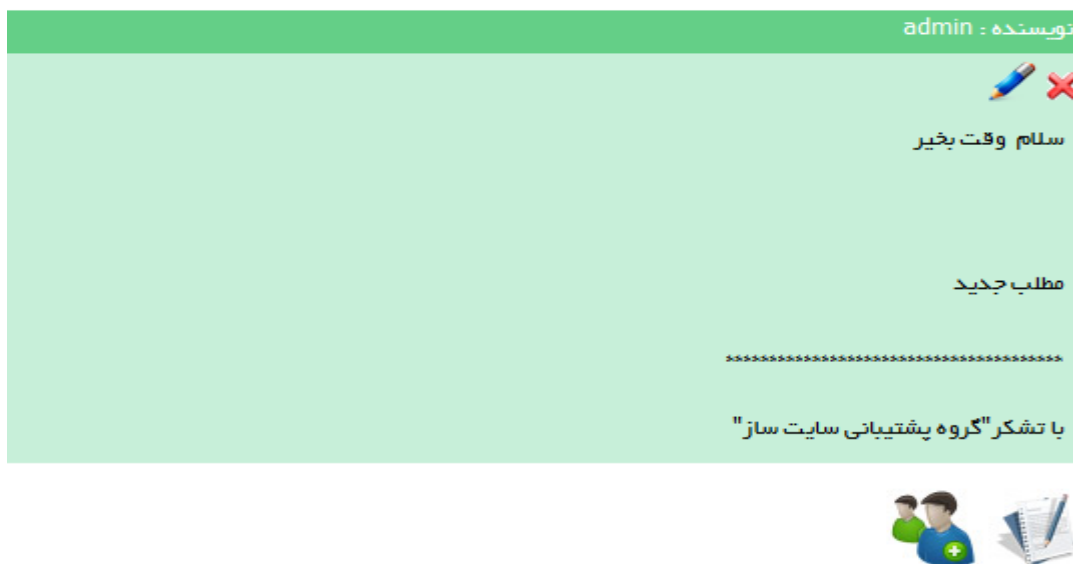 نویسنده : admin
سلام وقت بخیر
مطلب جدید
***********************************************
با تشکر"گروه پشتیبانی سایت ساز"